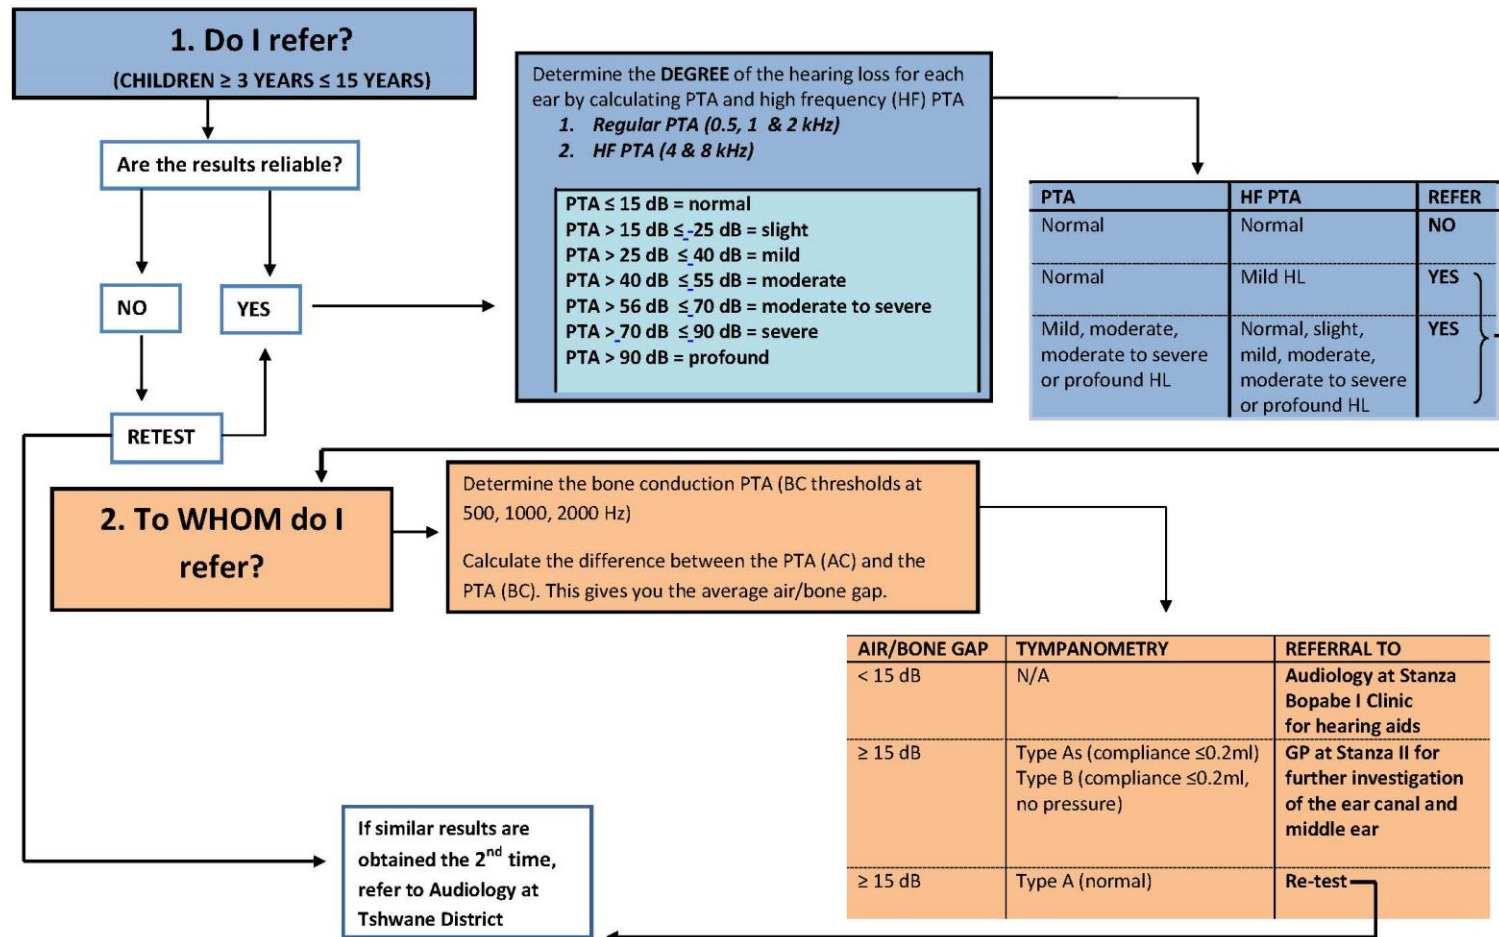 1. Do I refer?
(CHILDREN ≥ 3 YEARS ≤ 15 YEARS)
Are the results reliable?
NO
YES
RETEST
Determine the DEGREE of the hearing loss for each
ear by calculating PTA and high frequency (HF) PTA
1. Regular PTA (0.5, 1 & 2 kHz)
2. HF PTA (4 & 8 kHz)
PTA ≤ 15 dB = normal
PTA > 15 dB ≤ -25 dB = slight
PTA > 25 dB ≤ 40 dB = mild
PTA > 40 dB ≤ 55 dB = moderate
PTA > 56 dB ≤ 70 dB = moderate to severe
PTA > 70 dB ≤ 90 dB = severe
PTA > 90 dB = profound
PTA HF PTA REFER
Normal Normal NO
Normal Mild HL YES
Mild, moderate, Normal, slight, YES
moderate to severe mild, moderate,
or profound HL moderate to severe
or profound HL
2. To WHOM do I
refer?
Determine the bone conduction PTA (BC thresholds at
500, 1000, 2000 Hz)
Calculate the difference between the PTA (AC) and the
PTA (BC). This gives you the average air/bone gap.
AIR/BONE GAP TYMPANOMETRY REFERRAL TO
< 15 dB N/A Audiology at Stanza
Bopabe I Clinic
for hearing aids
≥ 15 dB Type As (compliance ≤0.2ml) GP at Stanza II for
Type B (compliance ≤0.2ml, further investigation
no pressure) of the ear canal and
middle ear
≥ 15 dB Type A (normal) Re-test
If similar results are
obtained the 2nd time,
refer to Audiology at
Tshwane District